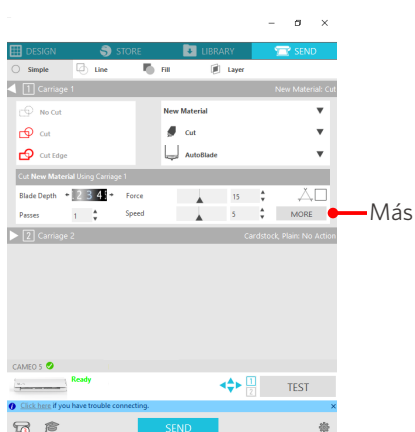 DESIGN STORE LIBRARY SEND
Simple Line Fill Layer
1 Carriage 1 New Material: Cut
No Cut New Material
Cut Cut
Cut Edge AutoBlade
Cut New Material Using Carriage 1
Blade Depth 2 3 4 Force 15
Passes 1 Speed 5 MORE Más
2 Carriage 2 Cardstock, Plain: No Action
CAMEO 5
Ready 1
2 TEST
Click here if you have trouble connecting. x
SEND